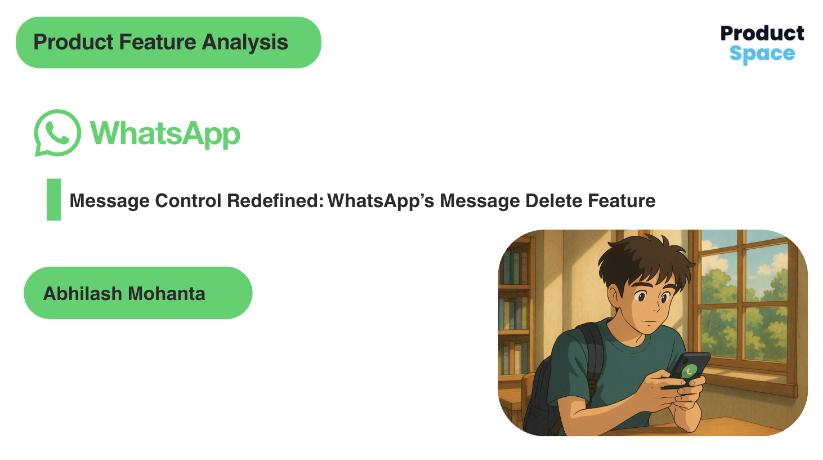 Product Feature Analysis
Product
Space
WhatsApp
Message Control Redefined: WhatsApp’s Message Delete Feature
Abhilash Mohanta